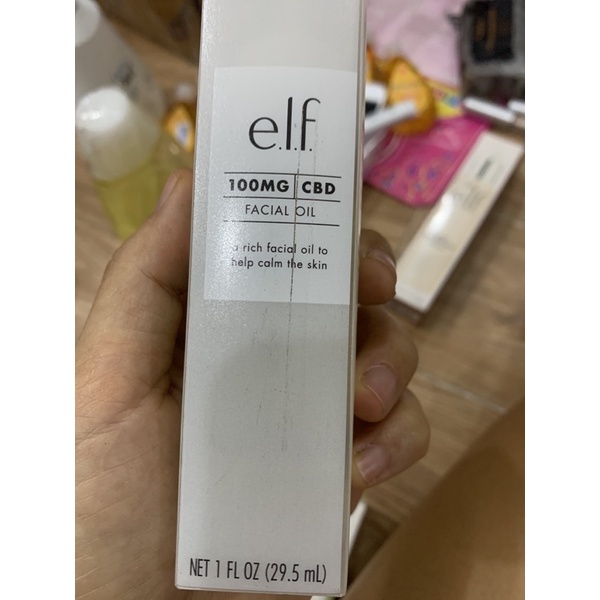 e.l.f.
100MG | CBD
FACIAL OIL
a rich facial oil to
help calm the skin
NET 1 FL OZ (29.5 mL)